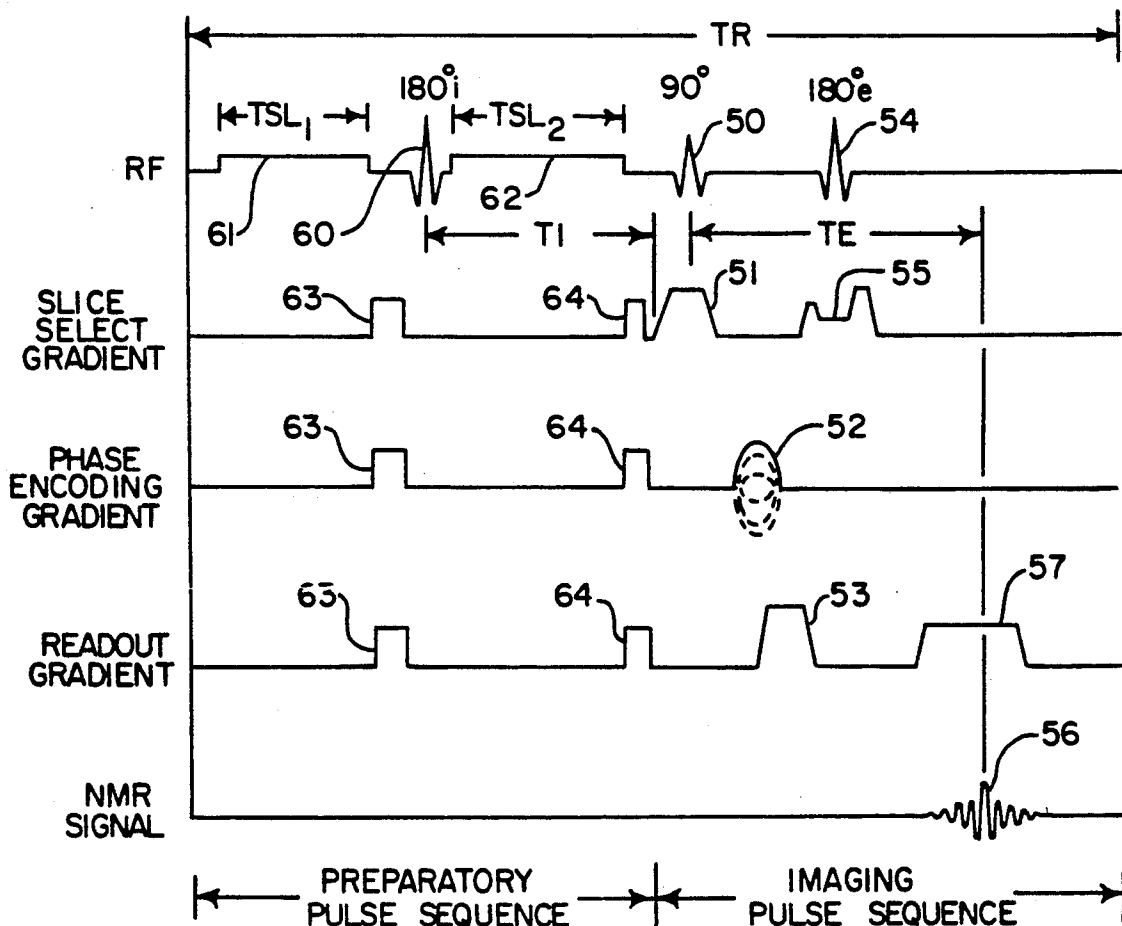 TR
180°i
90°
180°e
TSL1
TSL2
50
54
RF
61
60
62
TI
TE
SLICE
SELECT
GRADIENT
63
64
51
55
PHASE
ENCODING
GRADIENT
63
64
52
READOUT
GRADIENT
63
64
53
57
NMR
SIGNAL
56
PREPARATORY
PULSE SEQUENCE
IMAGING
PULSE SEQUENCE